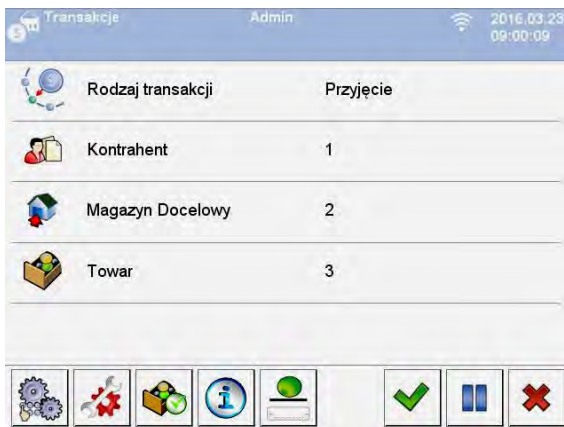 Transakcje Admin 2016.03.23
09:00:09
Rodzaj transakcji Przyjęcie
Kontrahent 1
Magazyn Docelowy 2
Towar 3